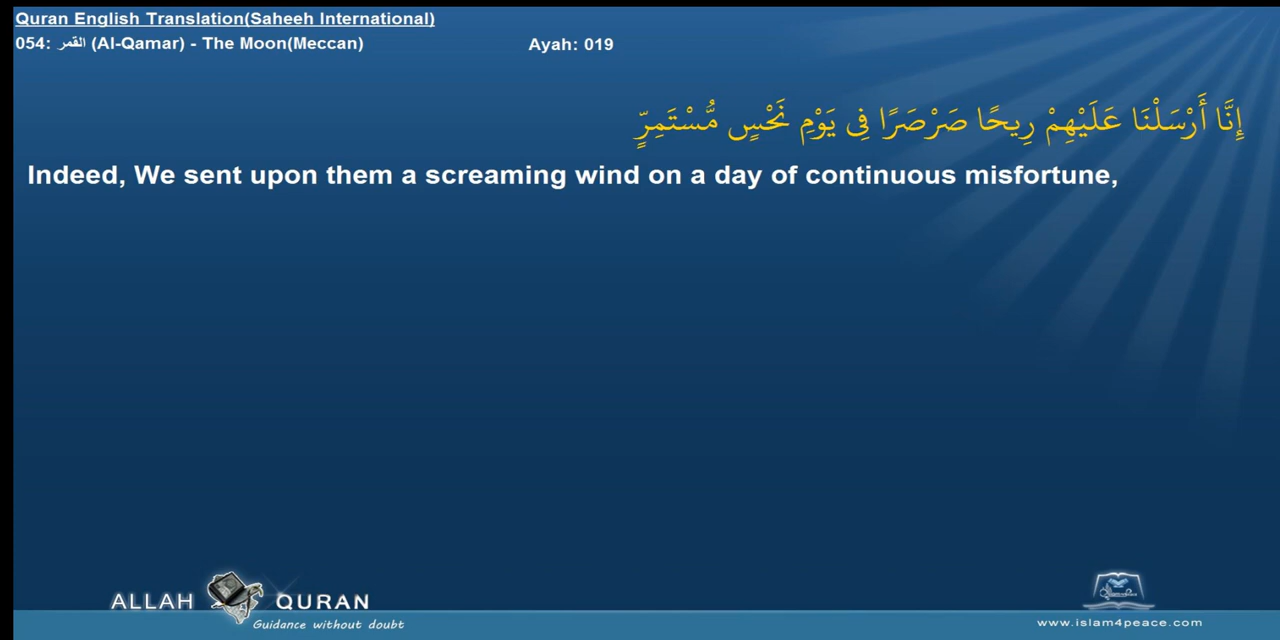 Quran English Translation(Saheeh International)
054: القمر (Al-Qamar) - The Moon(Meccan) Ayah: 019
إِنَّا أَرْسَلْنَا عَلَيْهِمْ رِيحًا صَرْصَرًا فِي يَوْمِ نَحْسٍ مُّسْتَمِرٍّ
Indeed, We sent upon them a screaming wind on a day of continuous misfortune,
ALLAH QURAN
Guidance without doubt
www.islam4peace.com